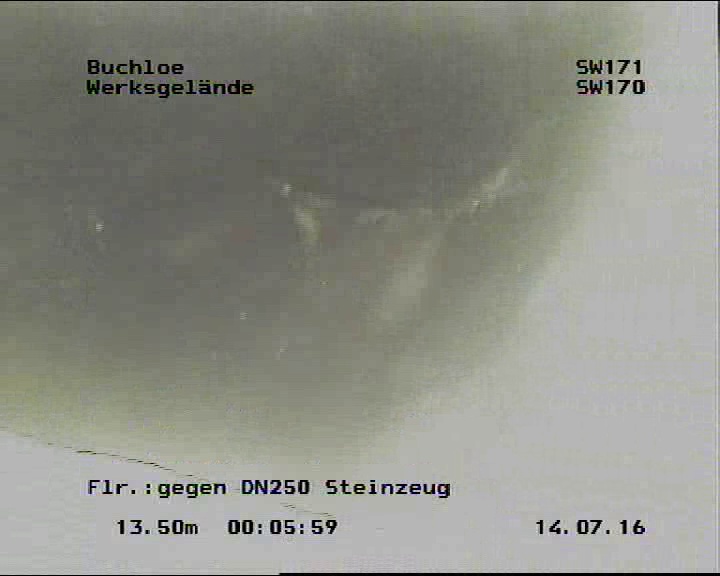 Buchloe SW171
Werksgelände SW170
Flr.:gegen DN250 Steinzeug
13.50m 00:05:59 14.07.16